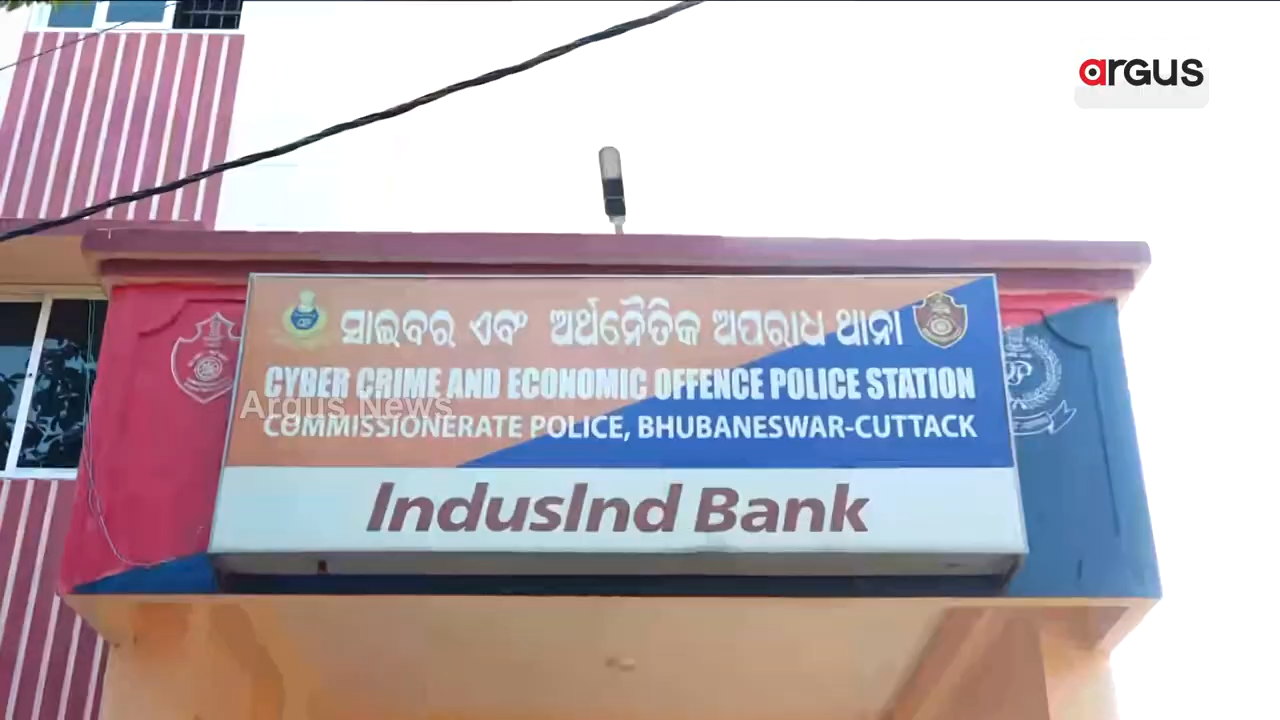 argus
ସାଇବର ଏବଂ ଅର୍ଥନୈତିକ ଅପରାଧ ଥାନା
CYBER CRIME AND ECONOMIC OFFENCE POLICE STATION
Argus News
COMMISSIONERATE POLICE, BHUBANESWAR-CUTTACK
IndusInd Bank